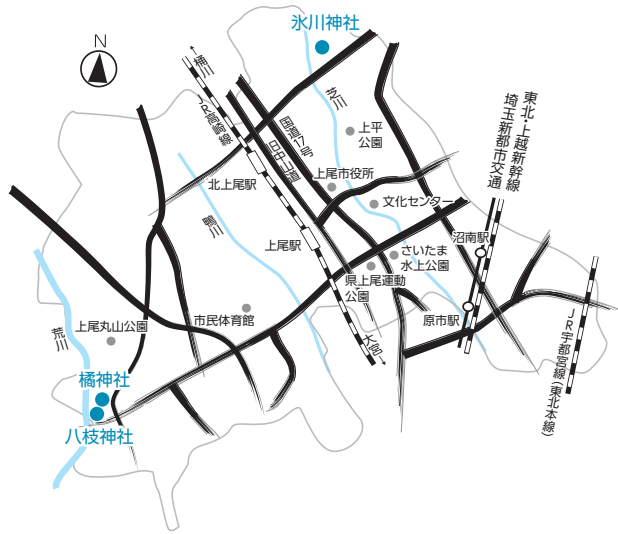 氷川神社
N
←桶川
JR高崎線
国道17号
旧中山道
芝川
上平
公園
東北・上越新幹線
埼玉新都市交通
上尾市役所
北上尾駅
文化センター
鴨川
上尾駅
沼南駅
さいたま
水上公園
県上尾運動
公園
原市駅
市民体育館
上尾丸山公園
荒川
大宮→
JR宇都宮線(東北本線)
橘神社
八枝神社